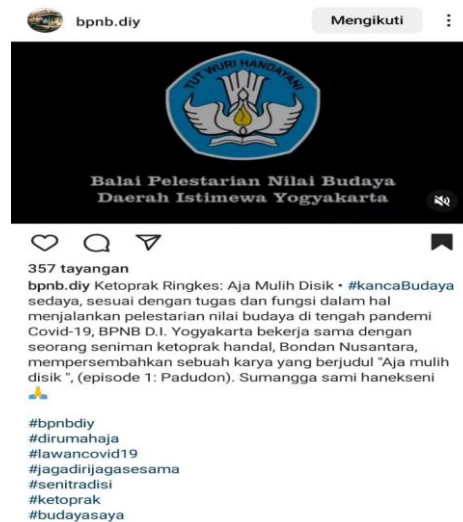 bpnb.diy
Mengikuti
TUT WURI HANDAYANI
Balai Pelestarian Nilai Budaya
Daerah Istimewa Yogyakarta
357 tayangan
bpnb.diy Ketoprak Ringkes: Aja Mulih Disik • #kancaBudaya
sedaya, sesuai dengan tugas dan fungsi dalam hal
menjalankan pelestarian nilai budaya di tengah pandemi
Covid-19, BPNB D.I. Yogyakarta bekerja sama dengan
seorang seniman ketoprak handal, Bondan Nusantara,
mempersembahkan sebuah karya yang berjudul "Aja mulih
disik ", (episode 1: Padudon). Sumangga sami hanekseni
🙏
#bpnbdiy
#dirumahaja
#lawancovid19
#jagadirijagasesama
#senitradisi
#ketoprak
#budayasaya